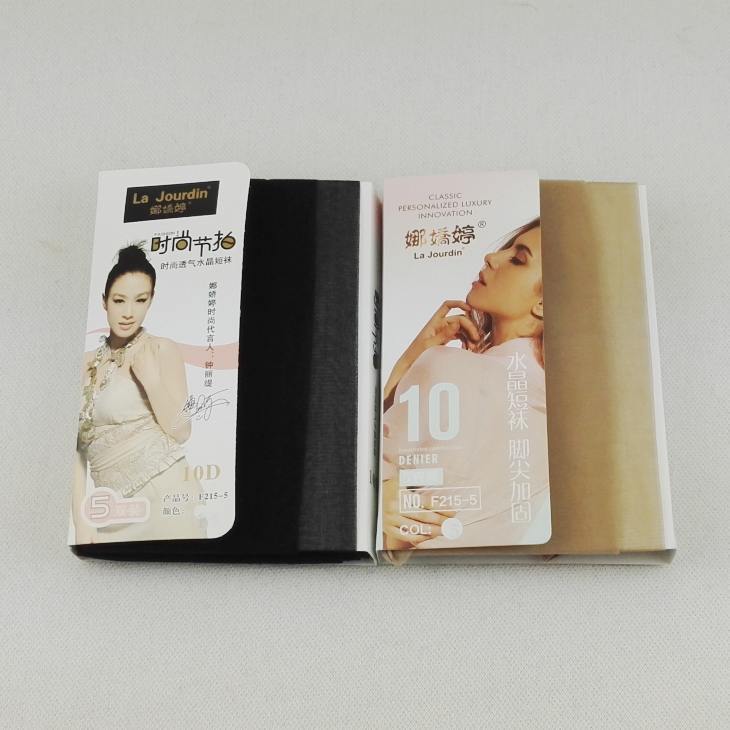 La Jourdin
娜嬌婷
时尚节拍
时尚透气水晶短袜
娜娇婷时尚代言人：钟丽缇
10D
5
产品号：F215-5
颜色：
CLASSIC
PERSONALIZED LUXURY
INNOVATION
娜嬌婷®
La Jourdin
水晶短袜 脚尖加固
10
DENIER
NO. F215-5
COL: